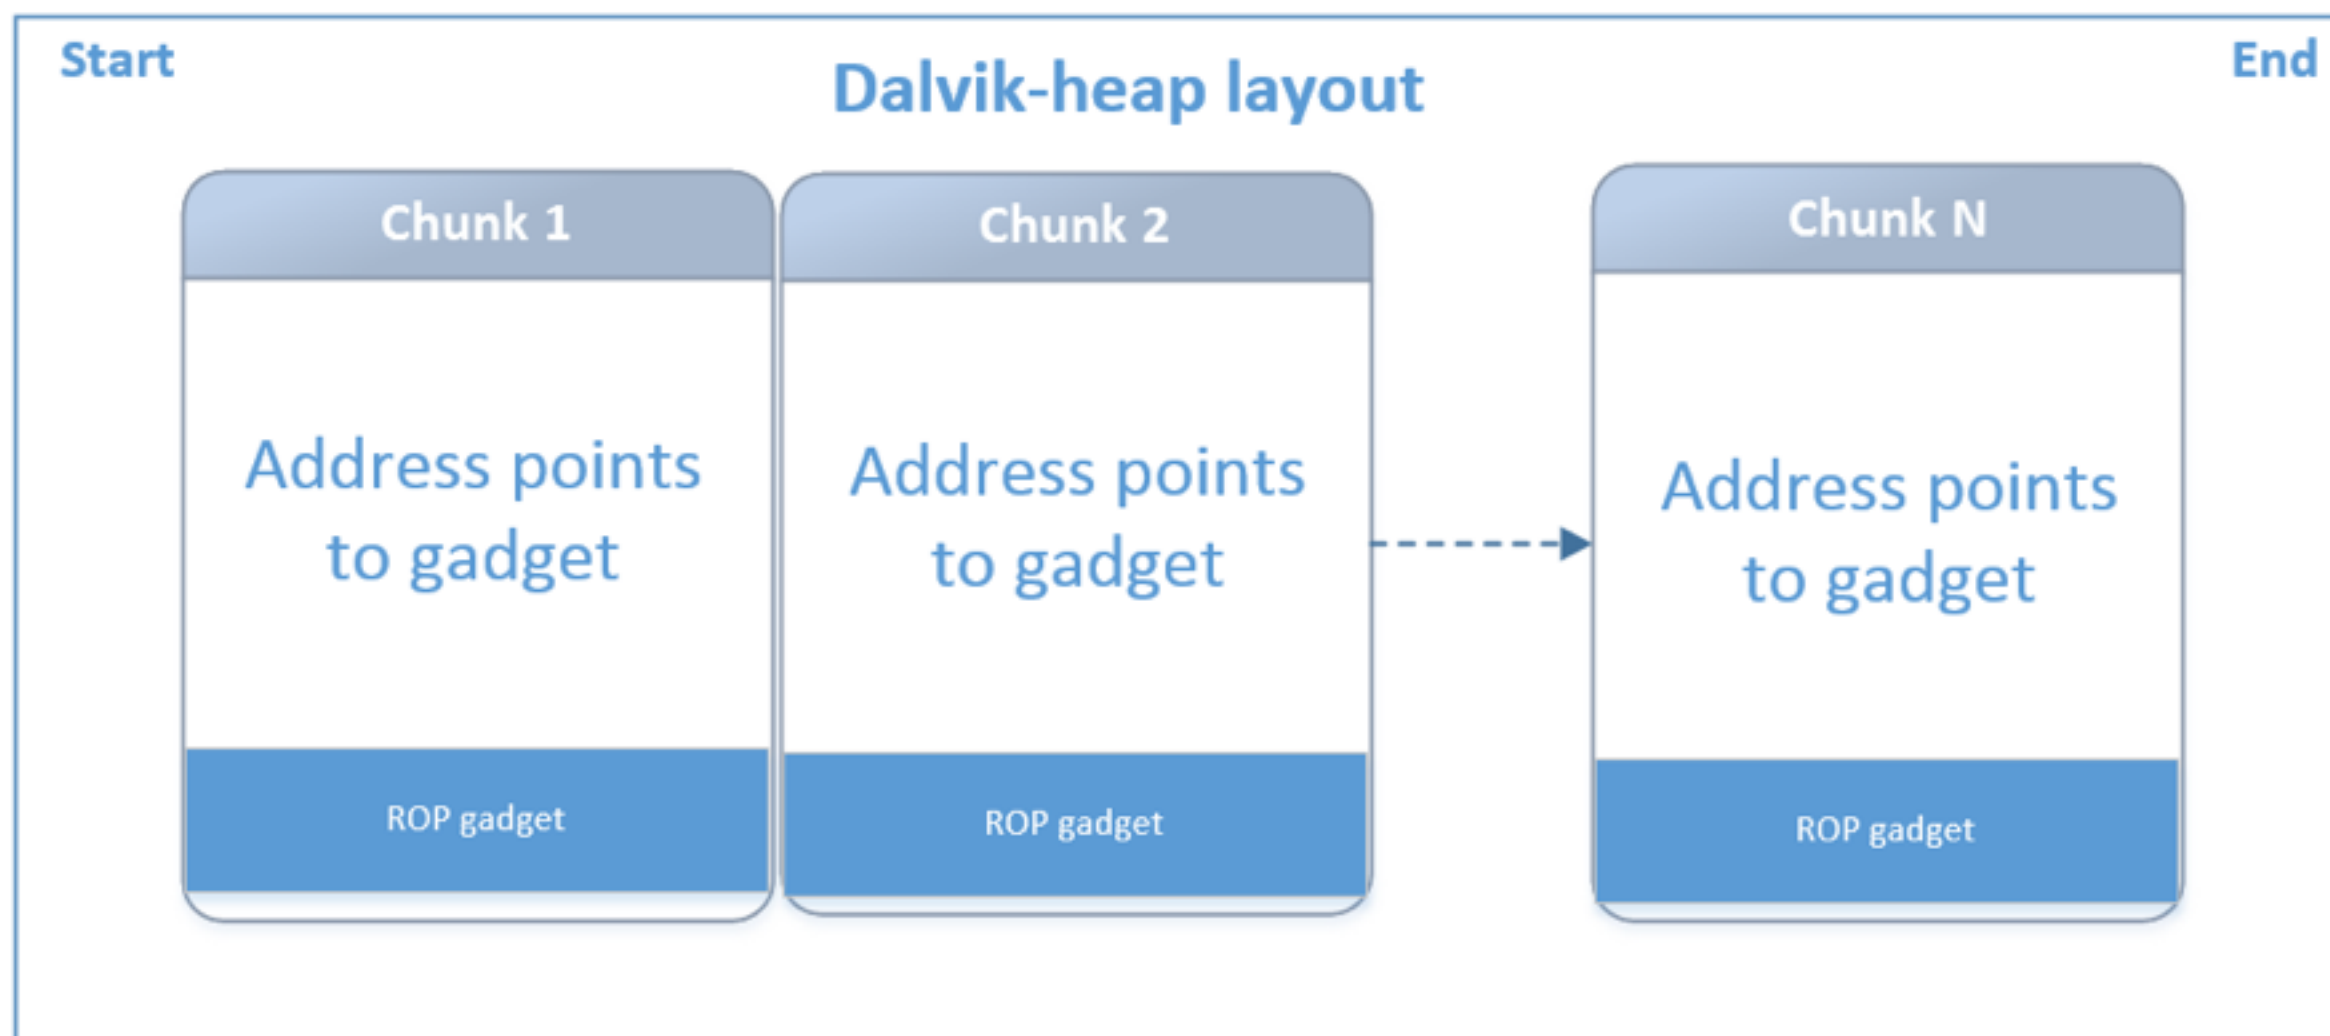 Start
End
Dalvik-heap layout
Chunk 1
Address points
to gadget
ROP gadget
Chunk 2
Address points
to gadget
ROP gadget
Chunk N
Address points
to gadget
ROP gadget